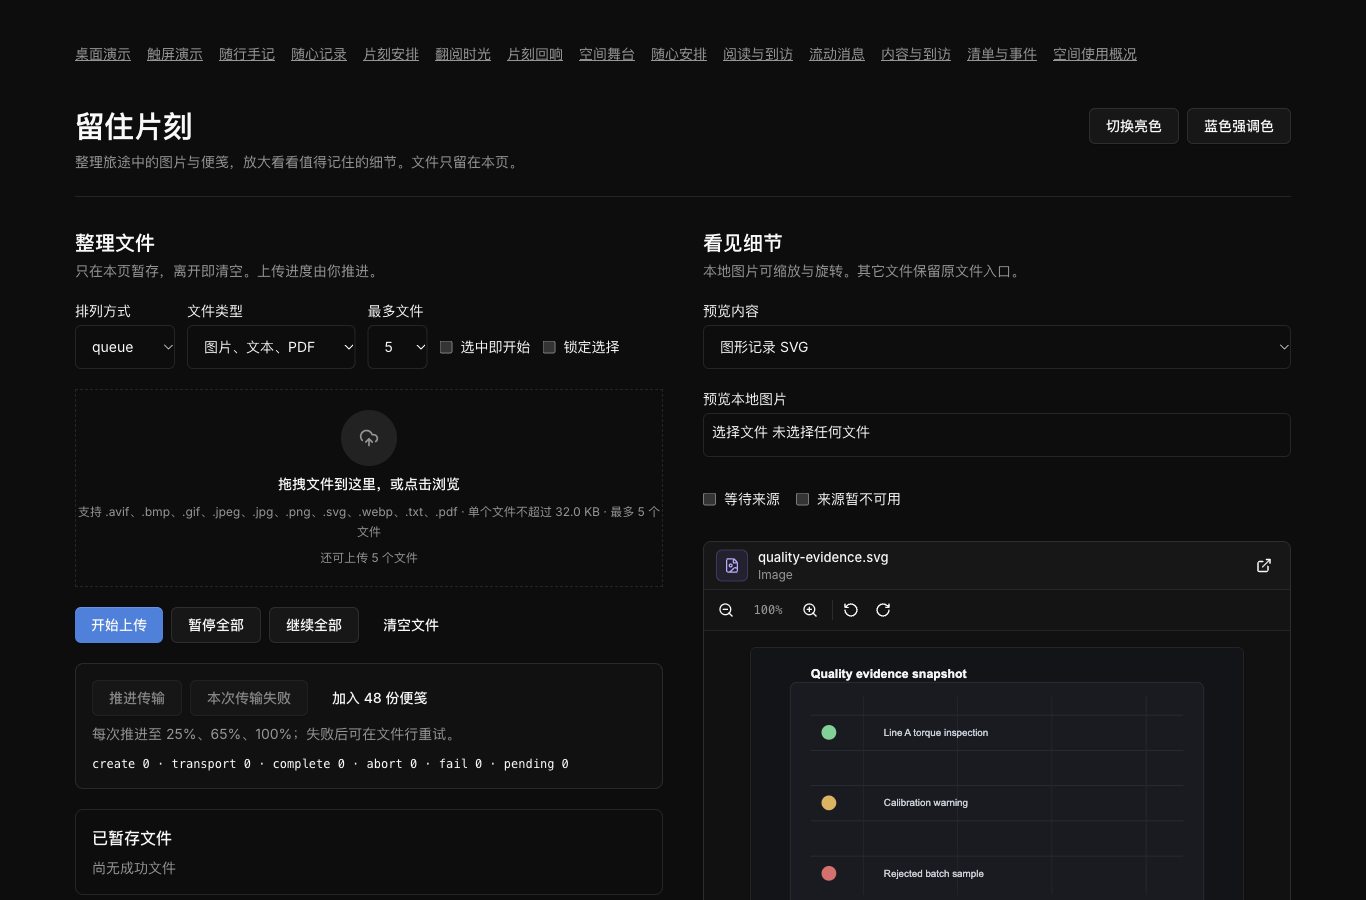 桌面演示 触屏演示 随行手记 随心记录 片刻安排 翻阅时光 片刻回响 空间舞台 随心安排 阅读与到访 流动消息 内容与到访 清单与事件 空间使用概况
留住片刻
切换亮色 蓝色强调色
整理旅途中的图片与便笺，放大看看值得记住的细节。文件只留在本页。
整理文件
只在本页暂存，离开即清空。上传进度由你推进。
排列方式 文件类型 最多文件
queue 图片、文本、PDF 5 选中即开始 锁定选择
拖拽文件到这里，或点击浏览
支持 .avif、.bmp、.gif、.jpeg、.jpg、.png、.svg、.webp、.txt、.pdf · 单个文件不超过 32.0 KB · 最多 5 个
文件
还可上传 5 个文件
开始上传 暂停全部 继续全部 清空文件
推进传输 本次传输失败 加入 48 份便笺
每次推进至 25%、65%、100%；失败后可在文件行重试。
create 0 · transport 0 · complete 0 · abort 0 · fail 0 · pending 0
已暂存文件
尚无成功文件
看见细节
本地图片可缩放与旋转。其它文件保留原文件入口。
预览内容
图形记录 SVG
预览本地图片
选择文件 未选择任何文件
等待来源 来源暂不可用
quality-evidence.svg
Image
100%
Quality evidence snapshot
Line A torque inspection
Calibration warning
Rejected batch sample